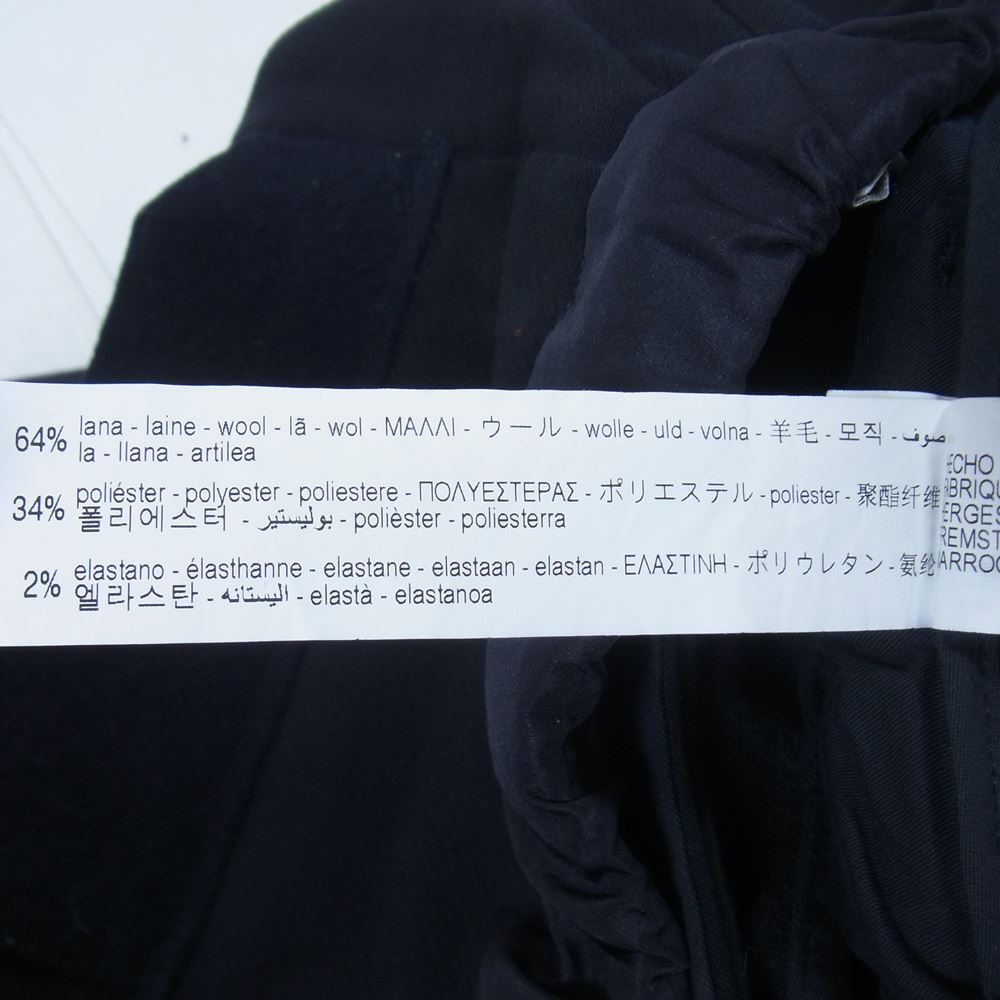 64% lana - laine - wool - lã - wol - ΜΑΛΛΙ - ウール - wolle - uld - volna - 羊毛 - 모직 - صوف
la - llana - artilea
34% poliéster - polyester - poliestere - ΠΟΛΥΕΣΤΕΡΑΣ - ポリエステル - poliester - 聚酯纤维
폴리에스터 - بوليستير - polièster - poliesterra
2% elastano - élasthanne - elastane - elastaan - elastan - ΕΛΑΣΤΙΝΗ - ポリウレタン - 氨纶
엘라스탄 - اليستانه - elastà - elastanoa